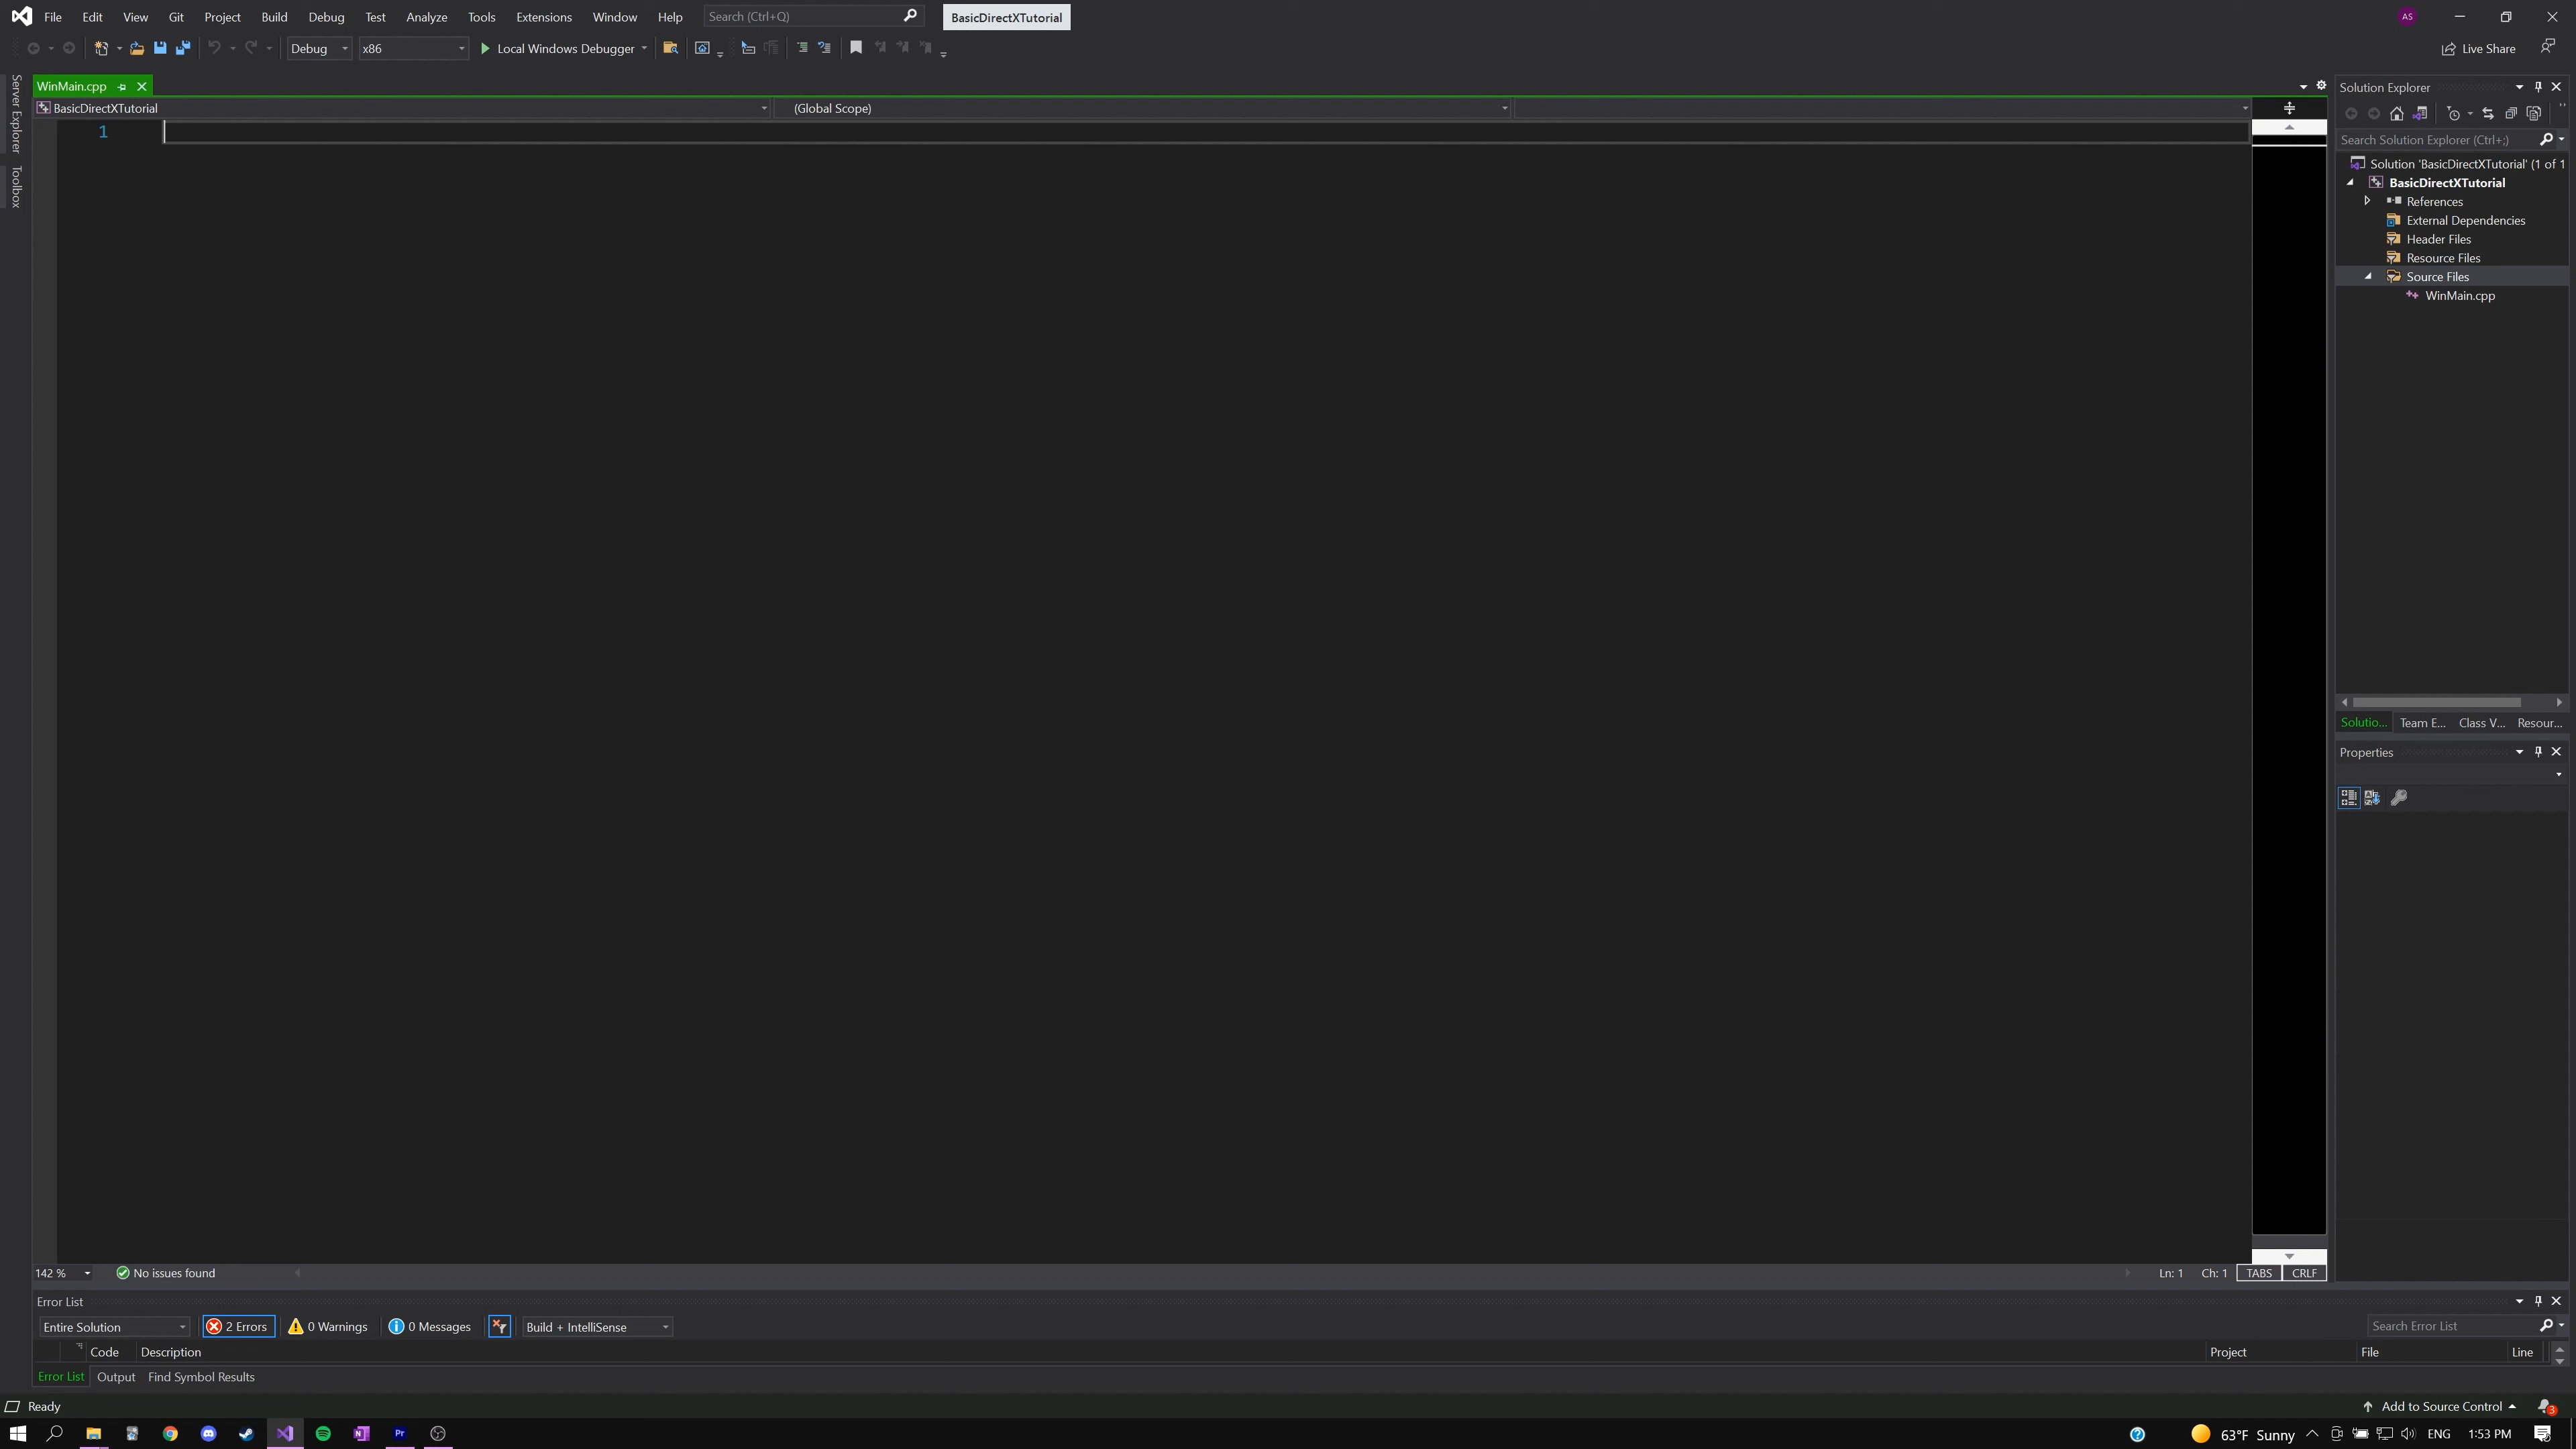 File Edit View Git Project Build Debug Test Analyze Tools Extensions Window Help Search (Ctrl+Q) BasicDirectXTutorial AS
Debug x86 Local Windows Debugger Live Share
Server Explorer
Toolbox
WinMain.cpp
BasicDirectXTutorial (Global Scope)
1
Solution Explorer
Search Solution Explorer (Ctrl+;)
Solution 'BasicDirectXTutorial' (1 of 1
BasicDirectXTutorial
References
External Dependencies
Header Files
Resource Files
Source Files
WinMain.cpp
Solutio... Team E... Class V... Resour...
Properties
142 % No issues found Ln: 1 Ch: 1 TABS CRLF
Error List
Entire Solution 2 Errors 0 Warnings 0 Messages Build + IntelliSense Search Error List
Code Description Project File Line
Error List Output Find Symbol Results
Ready Add to Source Control 3
N Pr 63°F Sunny ENG 1:53 PM